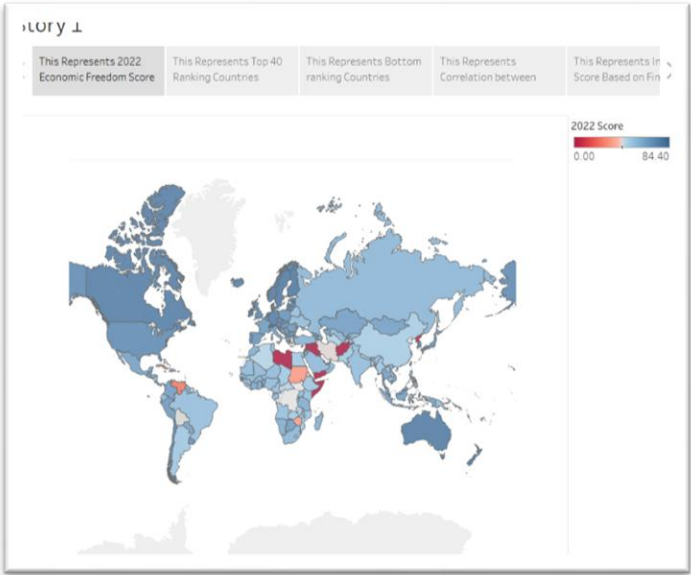 tory 1
This Represents 2022
Economic Freedom Score
This Represents Top 40
Ranking Countries
This Represents Bottom
ranking Countries
This Represents
Correlation between
This Represents In
Score Based on Fin
2022 Score
0.00 84.40